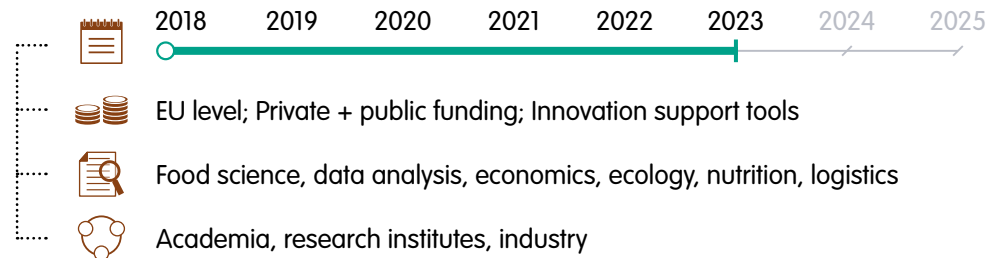 2018 2019 2020 2021 2022 2023 2024 2025
EU level; Private + public funding; Innovation support tools
Food science, data analysis, economics, ecology, nutrition, logistics
Academia, research institutes, industry